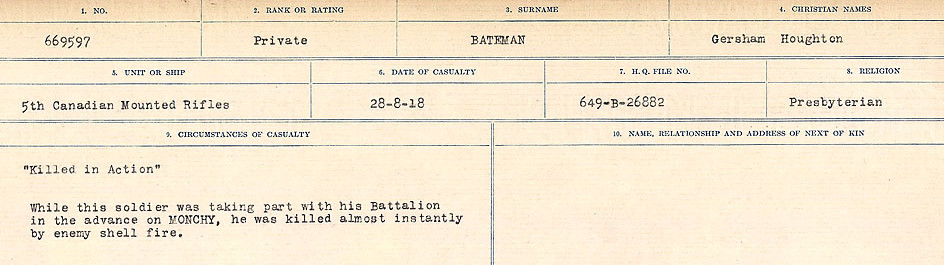 1. NO. 2. RANK OR RATING 3. SURNAME 4. CHRISTIAN NAMES
669597 Private BATEMAN Gersham Houghton
5. UNIT OR SHIP 6. DATE OF CASUALTY 7. H.Q. FILE NO. 8. RELIGION
5th Canadian Mounted Rifles 28-8-18 649-B-26882 Presbyterian
9. CIRCUMSTANCES OF CASUALTY 10. NAME, RELATIONSHIP AND ADDRESS OF NEXT OF KIN
"Killed in Action"
While this soldier was taking part with his Battalion
in the advance on MONCHY, he was killed almost instantly
by enemy shell fire.